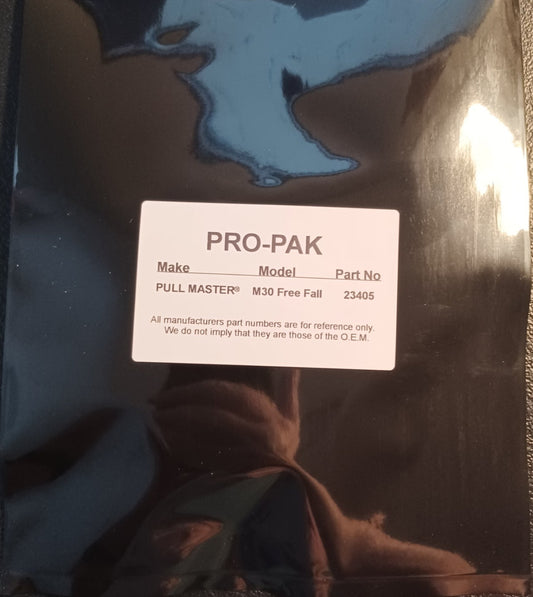 PRO-PAK
Make Model Part No
PULL MASTER® M30 Free Fall 23405
All manufacturers part numbers are for reference only.
We do not imply that they are those of the O.E.M.